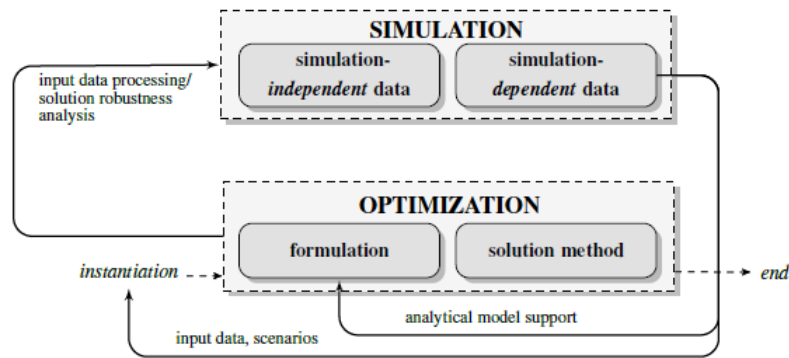 SIMULATION
simulation-
independent data
simulation-
dependent data
input data processing/
solution robustness
analysis
OPTIMIZATION
formulation
solution method
instantiation
end
analytical model support
input data, scenarios